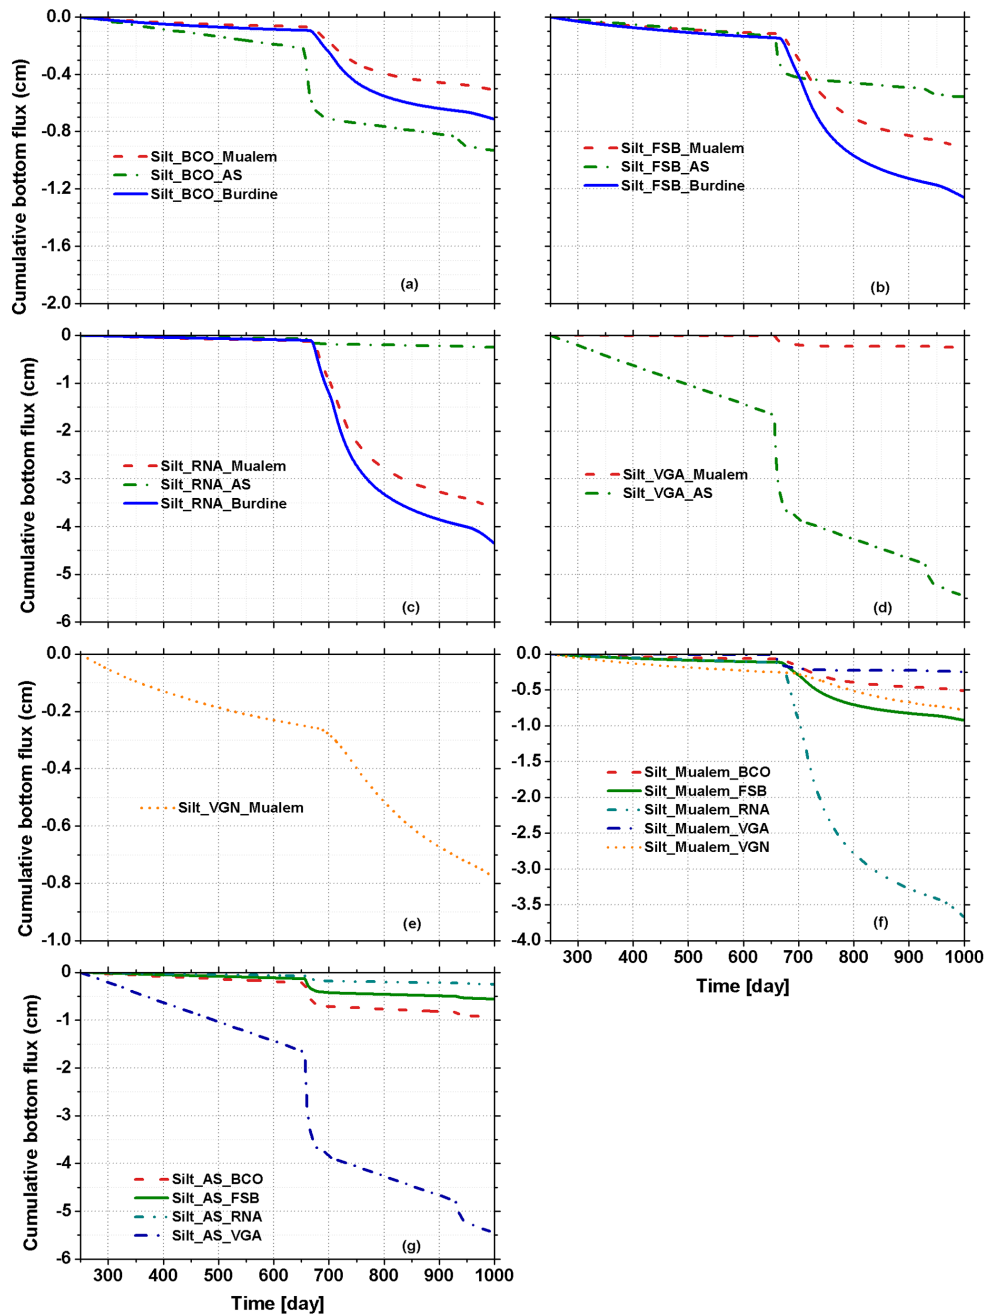 Cumulative bottom flux (cm)
0.0
-0.4
-0.8
-1.2
-1.6
-2.0
Silt_BCO_Mualem
Silt_BCO_AS
Silt_BCO_Burdine
(a)
Silt_FSB_Mualem
Silt_FSB_AS
Silt_FSB_Burdine
(b)
Cumulative bottom flux (cm)
0
-1
-2
-3
-4
-5
-6
Silt_RNA_Mualem
Silt_RNA_AS
Silt_RNA_Burdine
(c)
Silt_VGA_Mualem
Silt_VGA_AS
(d)
Cumulative bottom flux (cm)
0.0
-0.2
-0.4
-0.6
-0.8
-1.0
Silt_VGN_Mualem
(e)
0.0
-0.5
-1.0
-1.5
-2.0
-2.5
-3.0
-3.5
-4.0
Silt_Mualem_BCO
Silt_Mualem_FSB
Silt_Mualem_RNA
Silt_Mualem_VGA
Silt_Mualem_VGN
(f)
300 400 500 600 700 800 900 1000
Time [day]
Cumulative bottom flux (cm)
0
-1
-2
-3
-4
-5
-6
Silt_AS_BCO
Silt_AS_FSB
Silt_AS_RNA
Silt_AS_VGA
(g)
300 400 500 600 700 800 900 1000
Time [day]